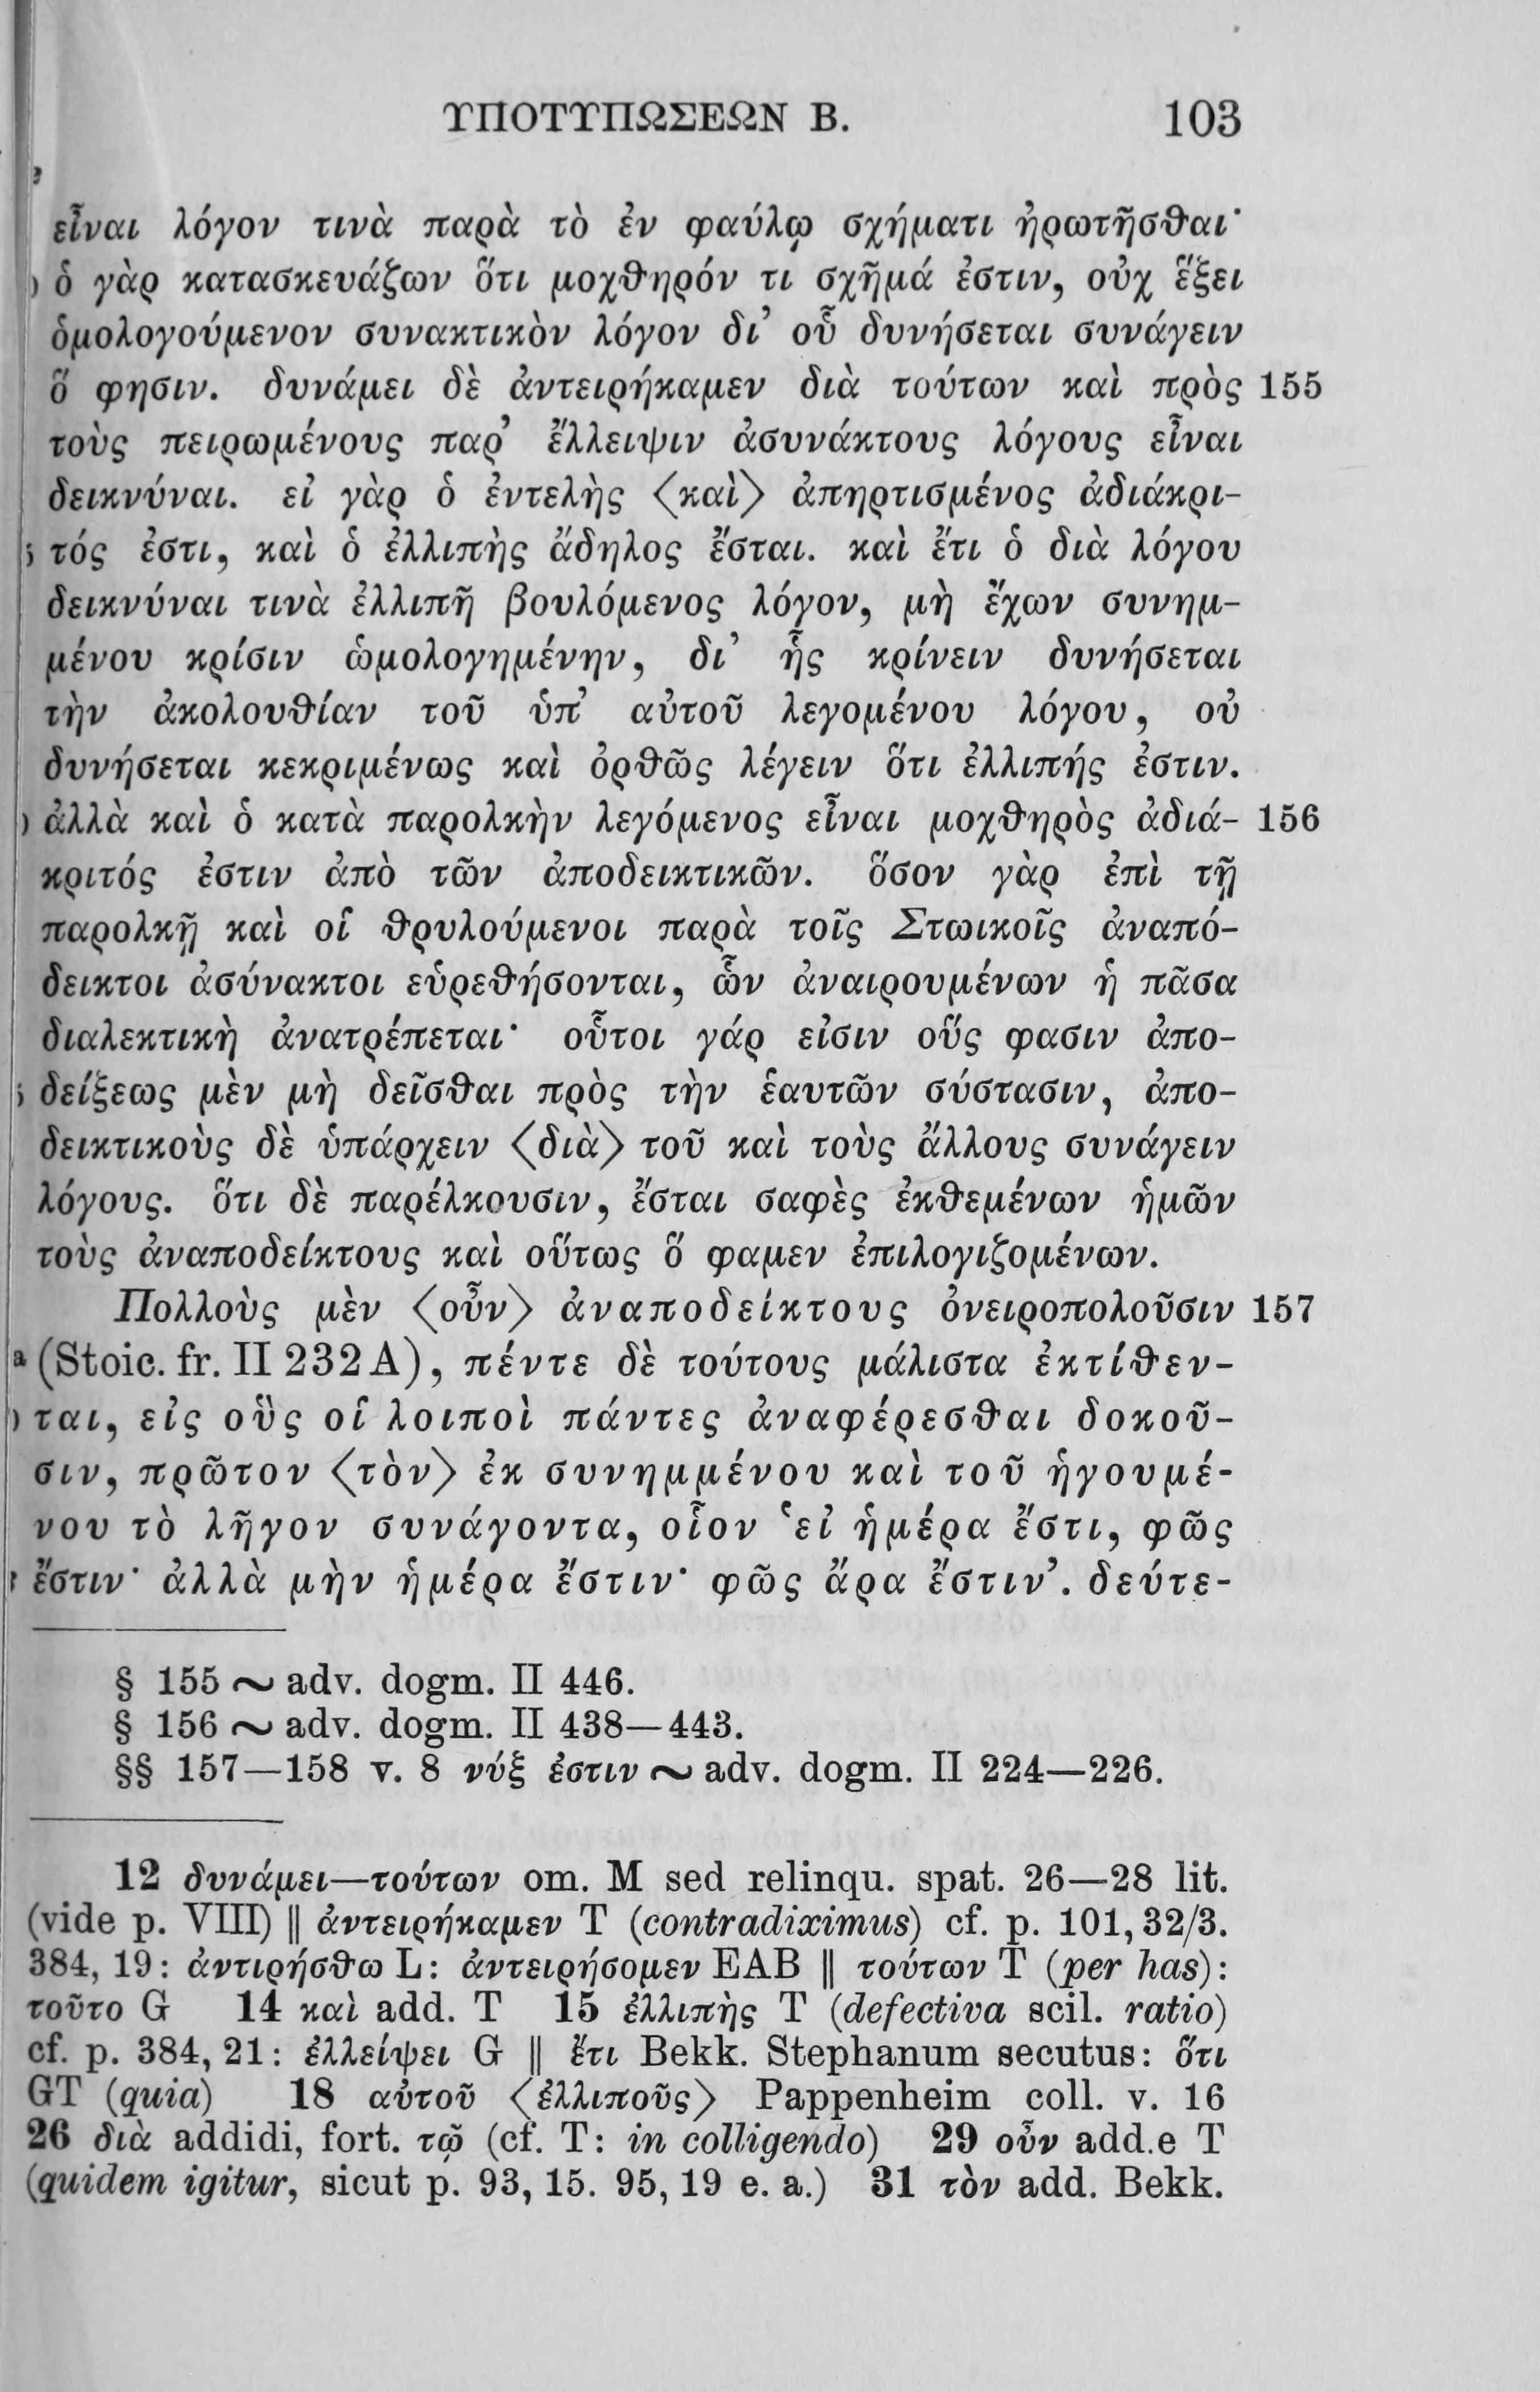 ΥΠΟΤΥΠΩΣΕΩΝ Β. 103
εἶναι λόγον τινὰ παρὰ τὸ ἐν φαύλῳ σχήματι ἠρωτῆσθαι·
ὁ γὰρ κατασκευάζων ὅτι μοχθηρόν τι σχῆμά ἐστιν, οὐχ ἕξει
ὁμολογούμενον συνακτικὸν λόγον δι’ οὗ δυνήσεται συνάγειν
ὅ φησιν. δυνάμει δὲ ἀντειρήκαμεν διὰ τούτων καὶ πρὸς 155
τοὺς πειρωμένους παρ’ ἔλλειψιν ἀσυνάκτους λόγους εἶναι
δεικνύναι. εἰ γὰρ ὁ ἐντελὴς ⟨καὶ⟩ ἀπηρτισμένος ἀδιάκρι-
τός ἐστι, καὶ ὁ ἐλλιπὴς ἄδηλος ἔσται. καὶ ἔτι ὁ διὰ λόγου
δεικνύναι τινὰ ἐλλιπῆ βουλόμενος λόγον, μὴ ἔχων συνημ-
μένου κρίσιν ὡμολογημένην, δι’ ἧς κρίνειν δυνήσεται
τὴν ἀκολουθίαν τοῦ ὑπ’ αὐτοῦ λεγομένου λόγου, οὐ
δυνήσεται κεκριμένως καὶ ὀρθῶς λέγειν ὅτι ἐλλιπής ἐστιν.
ἀλλὰ καὶ ὁ κατὰ παρολκὴν λεγόμενος εἶναι μοχθηρὸς ἀδιά- 156
κριτός ἐστιν ἀπὸ τῶν ἀποδεικτικῶν. ὅσον γὰρ ἐπὶ τῇ
παρολκῇ καὶ οἱ θρυλούμενοι παρὰ τοῖς Στωικοῖς ἀναπό-
δεικτοι ἀσύνακτοι εὑρεθήσονται, ὧν ἀναιρουμένων ἡ πᾶσα
διαλεκτικὴ ἀνατρέπεται· οὗτοι γάρ εἰσιν οὕς φασιν ἀπο-
δείξεως μὲν μὴ δεῖσθαι πρὸς τὴν ἑαυτῶν σύστασιν, ἀπο-
δεικτικοὺς δὲ ὑπάρχειν ⟨διὰ⟩ τοῦ καὶ τοὺς ἄλλους συνάγειν
λόγους. ὅτι δὲ παρέλκουσιν, ἔσται σαφὲς ἐκθεμένων ἡμῶν
τοὺς ἀναποδείκτους καὶ οὕτως ὅ φαμεν ἐπιλογιζομένων.
Πολλοὺς μὲν ⟨οὖν⟩ ἀναποδείκτους ὀνειροπολοῦσιν 157
a (Stoic. fr. II 232 A), πέντε δὲ τούτους μάλιστα ἐκτίθεν-
ται, εἰς οὓς οἱ λοιποὶ πάντες ἀναφέρεσθαι δοκοῦ-
σιν, πρῶτον ⟨τὸν⟩ ἐκ συνημμένου καὶ τοῦ ἡγουμέ-
νου τὸ λῆγον συνάγοντα, οἷον ‘εἰ ἡμέρα ἔστι, φῶς
ἔστιν· ἀλλὰ μὴν ἡμέρα ἔστιν· φῶς ἄρα ἔστιν’. δεύτε-
§ 155 ~ adv. dogm. II 446.
§ 156 ~ adv. dogm. II 438—443.
§§ 157—158 v. 8 νύξ ἐστιν ~ adv. dogm. II 224—226.
12 δυνάμει—τούτων om. M sed relinqu. spat. 26—28 lit.
(vide p. VIII) || ἀντειρήκαμεν T (contradiximus) cf. p. 101, 32/3.
384, 19: ἀντιρήσθω L: ἀντειρήσομεν EAB || τούτων T (per has):
τοῦτο G 14 καὶ add. T 15 ἐλλιπὴς T (defectiva scil. ratio)
cf. p. 384, 21: ἐλλείψει G || ἔτι Bekk. Stephanum secutus: ὅτι
GT (quia) 18 αὐτοῦ ⟨ἐλλιποῦς⟩ Pappenheim coll. v. 16
26 διὰ addidi, fort. τῷ (cf. T: in colligendo) 29 οὖν add.e T
(quidem igitur, sicut p. 93, 15. 95, 19 e. a.) 31 τὸν add. Bekk.